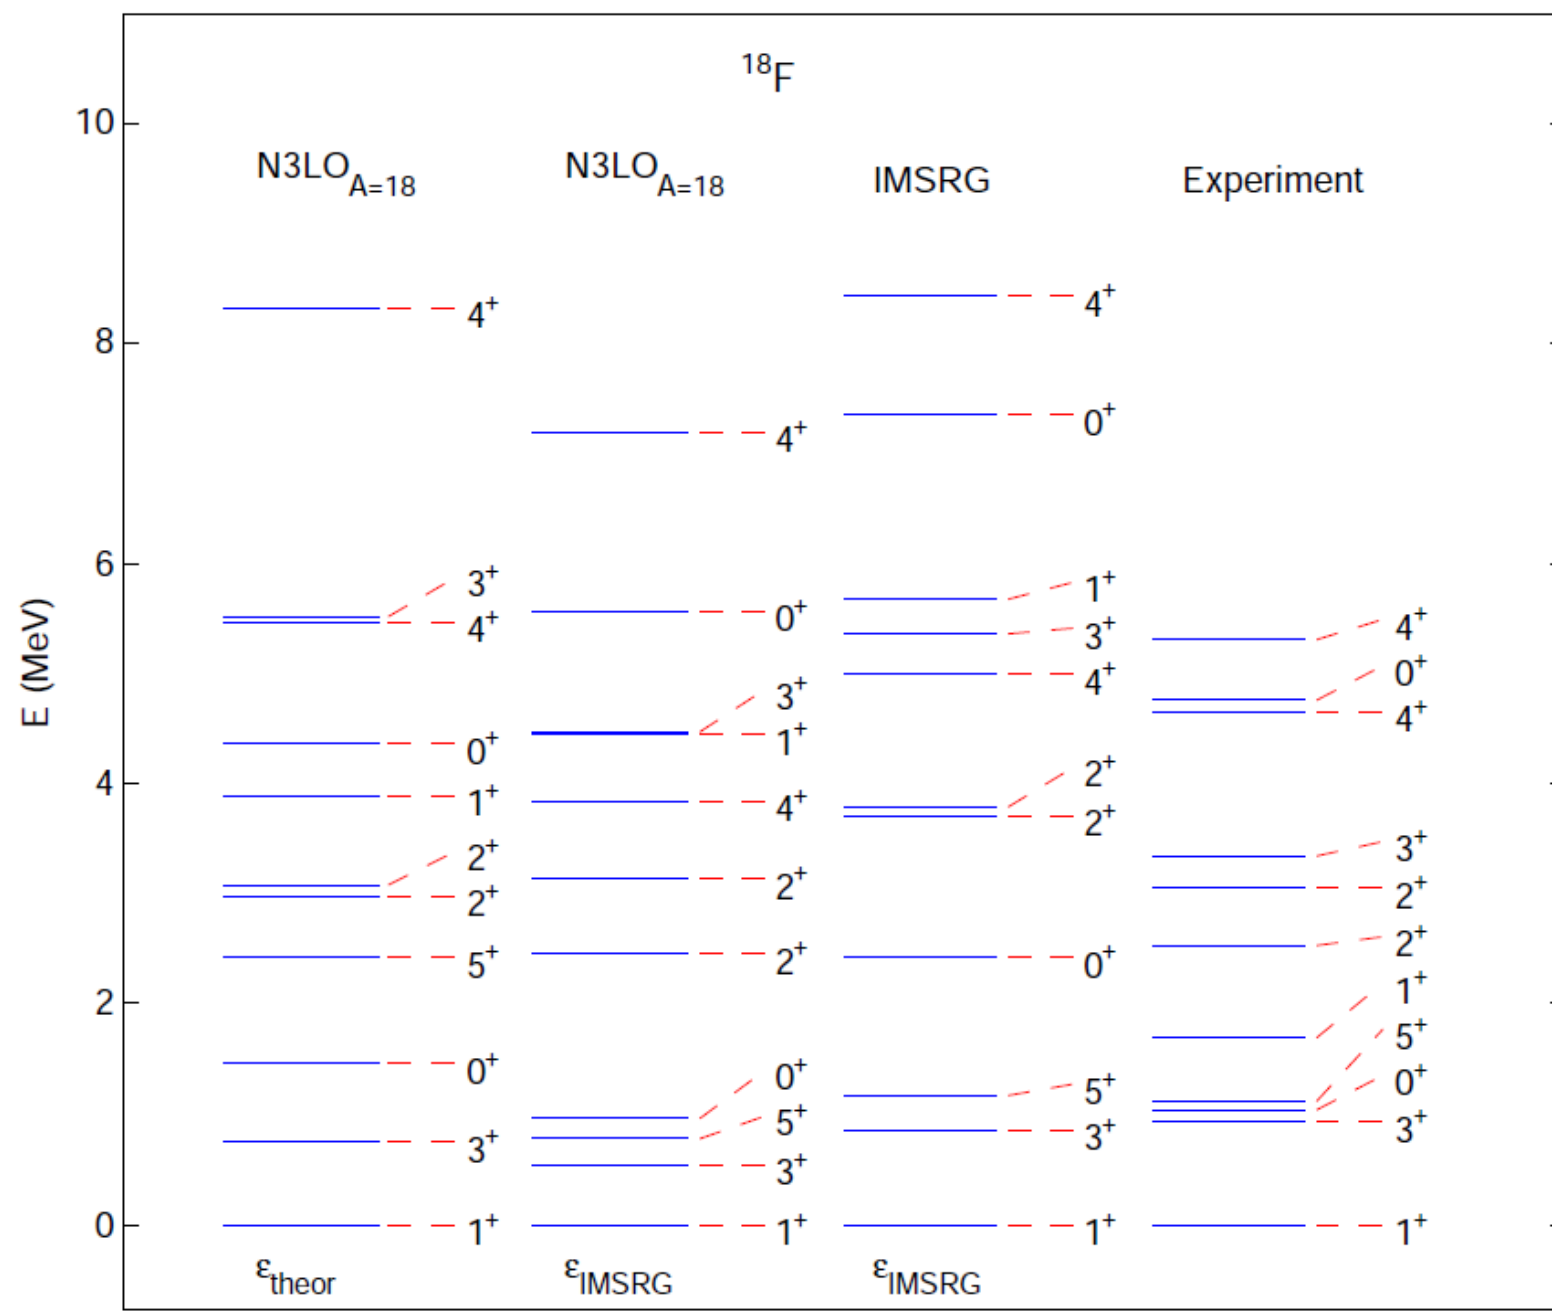 ¹⁸F
10
N3LO_A=18 N3LO_A=18 IMSRG Experiment
4⁺
4⁺
8
0⁺
4⁺
6
3⁺ 1⁺
0⁺
4⁺ 3⁺ 4⁺
4⁺ 0⁺
3⁺ 4⁺
0⁺ 1⁺
4 2⁺
1⁺ 4⁺ 2⁺
2⁺ 3⁺
2⁺ 2⁺ 2⁺
5⁺ 2⁺ 0⁺ 2⁺
1⁺
2
5⁺
0⁺ 0⁺ 5⁺ 0⁺
5⁺
3⁺ 3⁺ 3⁺ 3⁺
0 1⁺ 1⁺ 1⁺ 1⁺
ε_theor ε_IMSRG ε_IMSRG
E (MeV)